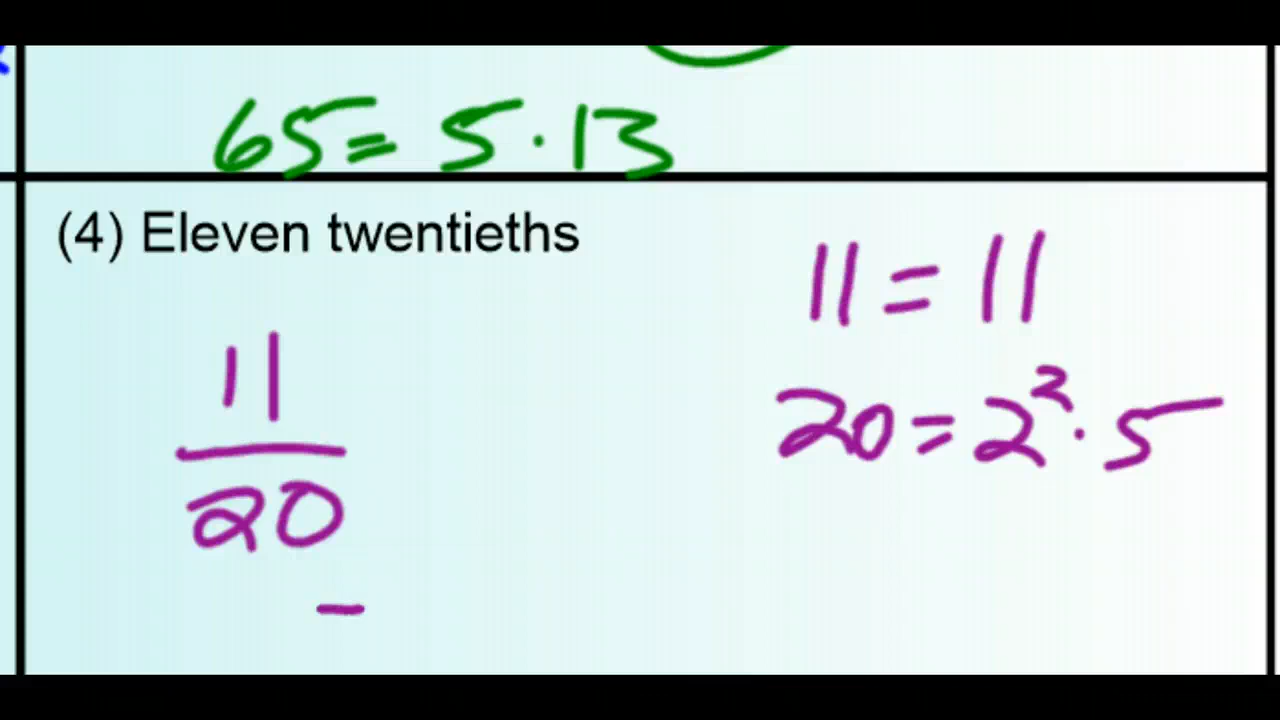 65 = 5 · 13
(4) Eleven twentieths
11 = 11
20 = 2² · 5
11
20